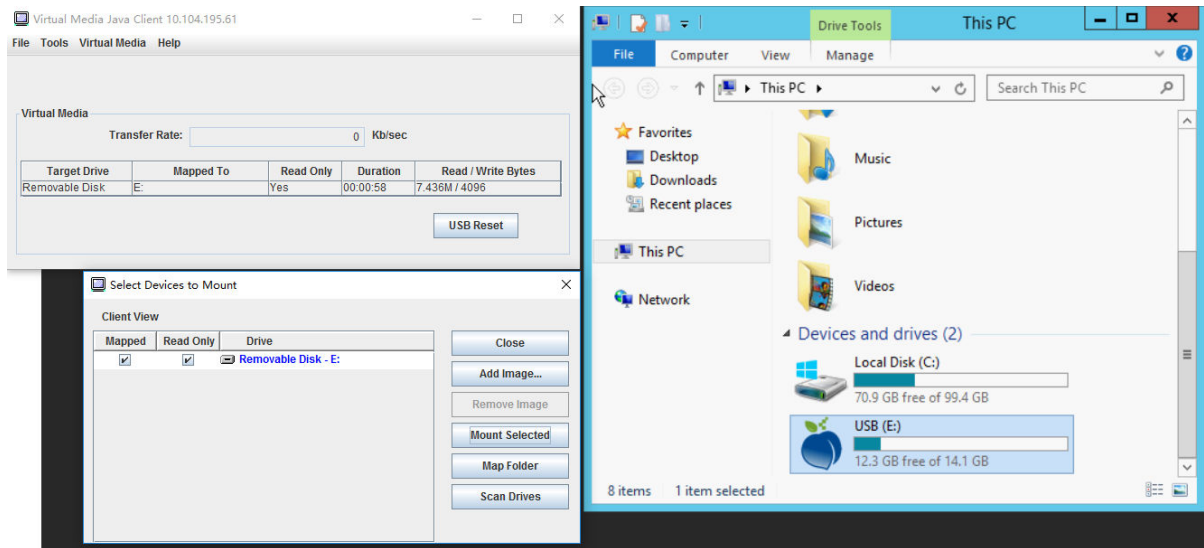 Virtual Media Java Client 10.104.195.61
File Tools Virtual Media Help
Virtual Media
Transfer Rate: 0 Kb/sec
Target Drive Mapped To Read Only Duration Read / Write Bytes
Removable Disk E: Yes 00:00:58 7.436M / 4096
USB Reset
Select Devices to Mount
Client View
Mapped Read Only Drive
Removable Disk - E:
Close
Add Image...
Remove Image
Mount Selected
Map Folder
Scan Drives
Drive Tools This PC
File Computer View Manage
This PC Search This PC
Favorites
Desktop
Downloads
Recent places
This PC
Network
Music
Pictures
Videos
Devices and drives (2)
Local Disk (C:)
70.9 GB free of 99.4 GB
USB (E:)
12.3 GB free of 14.1 GB
8 items 1 item selected